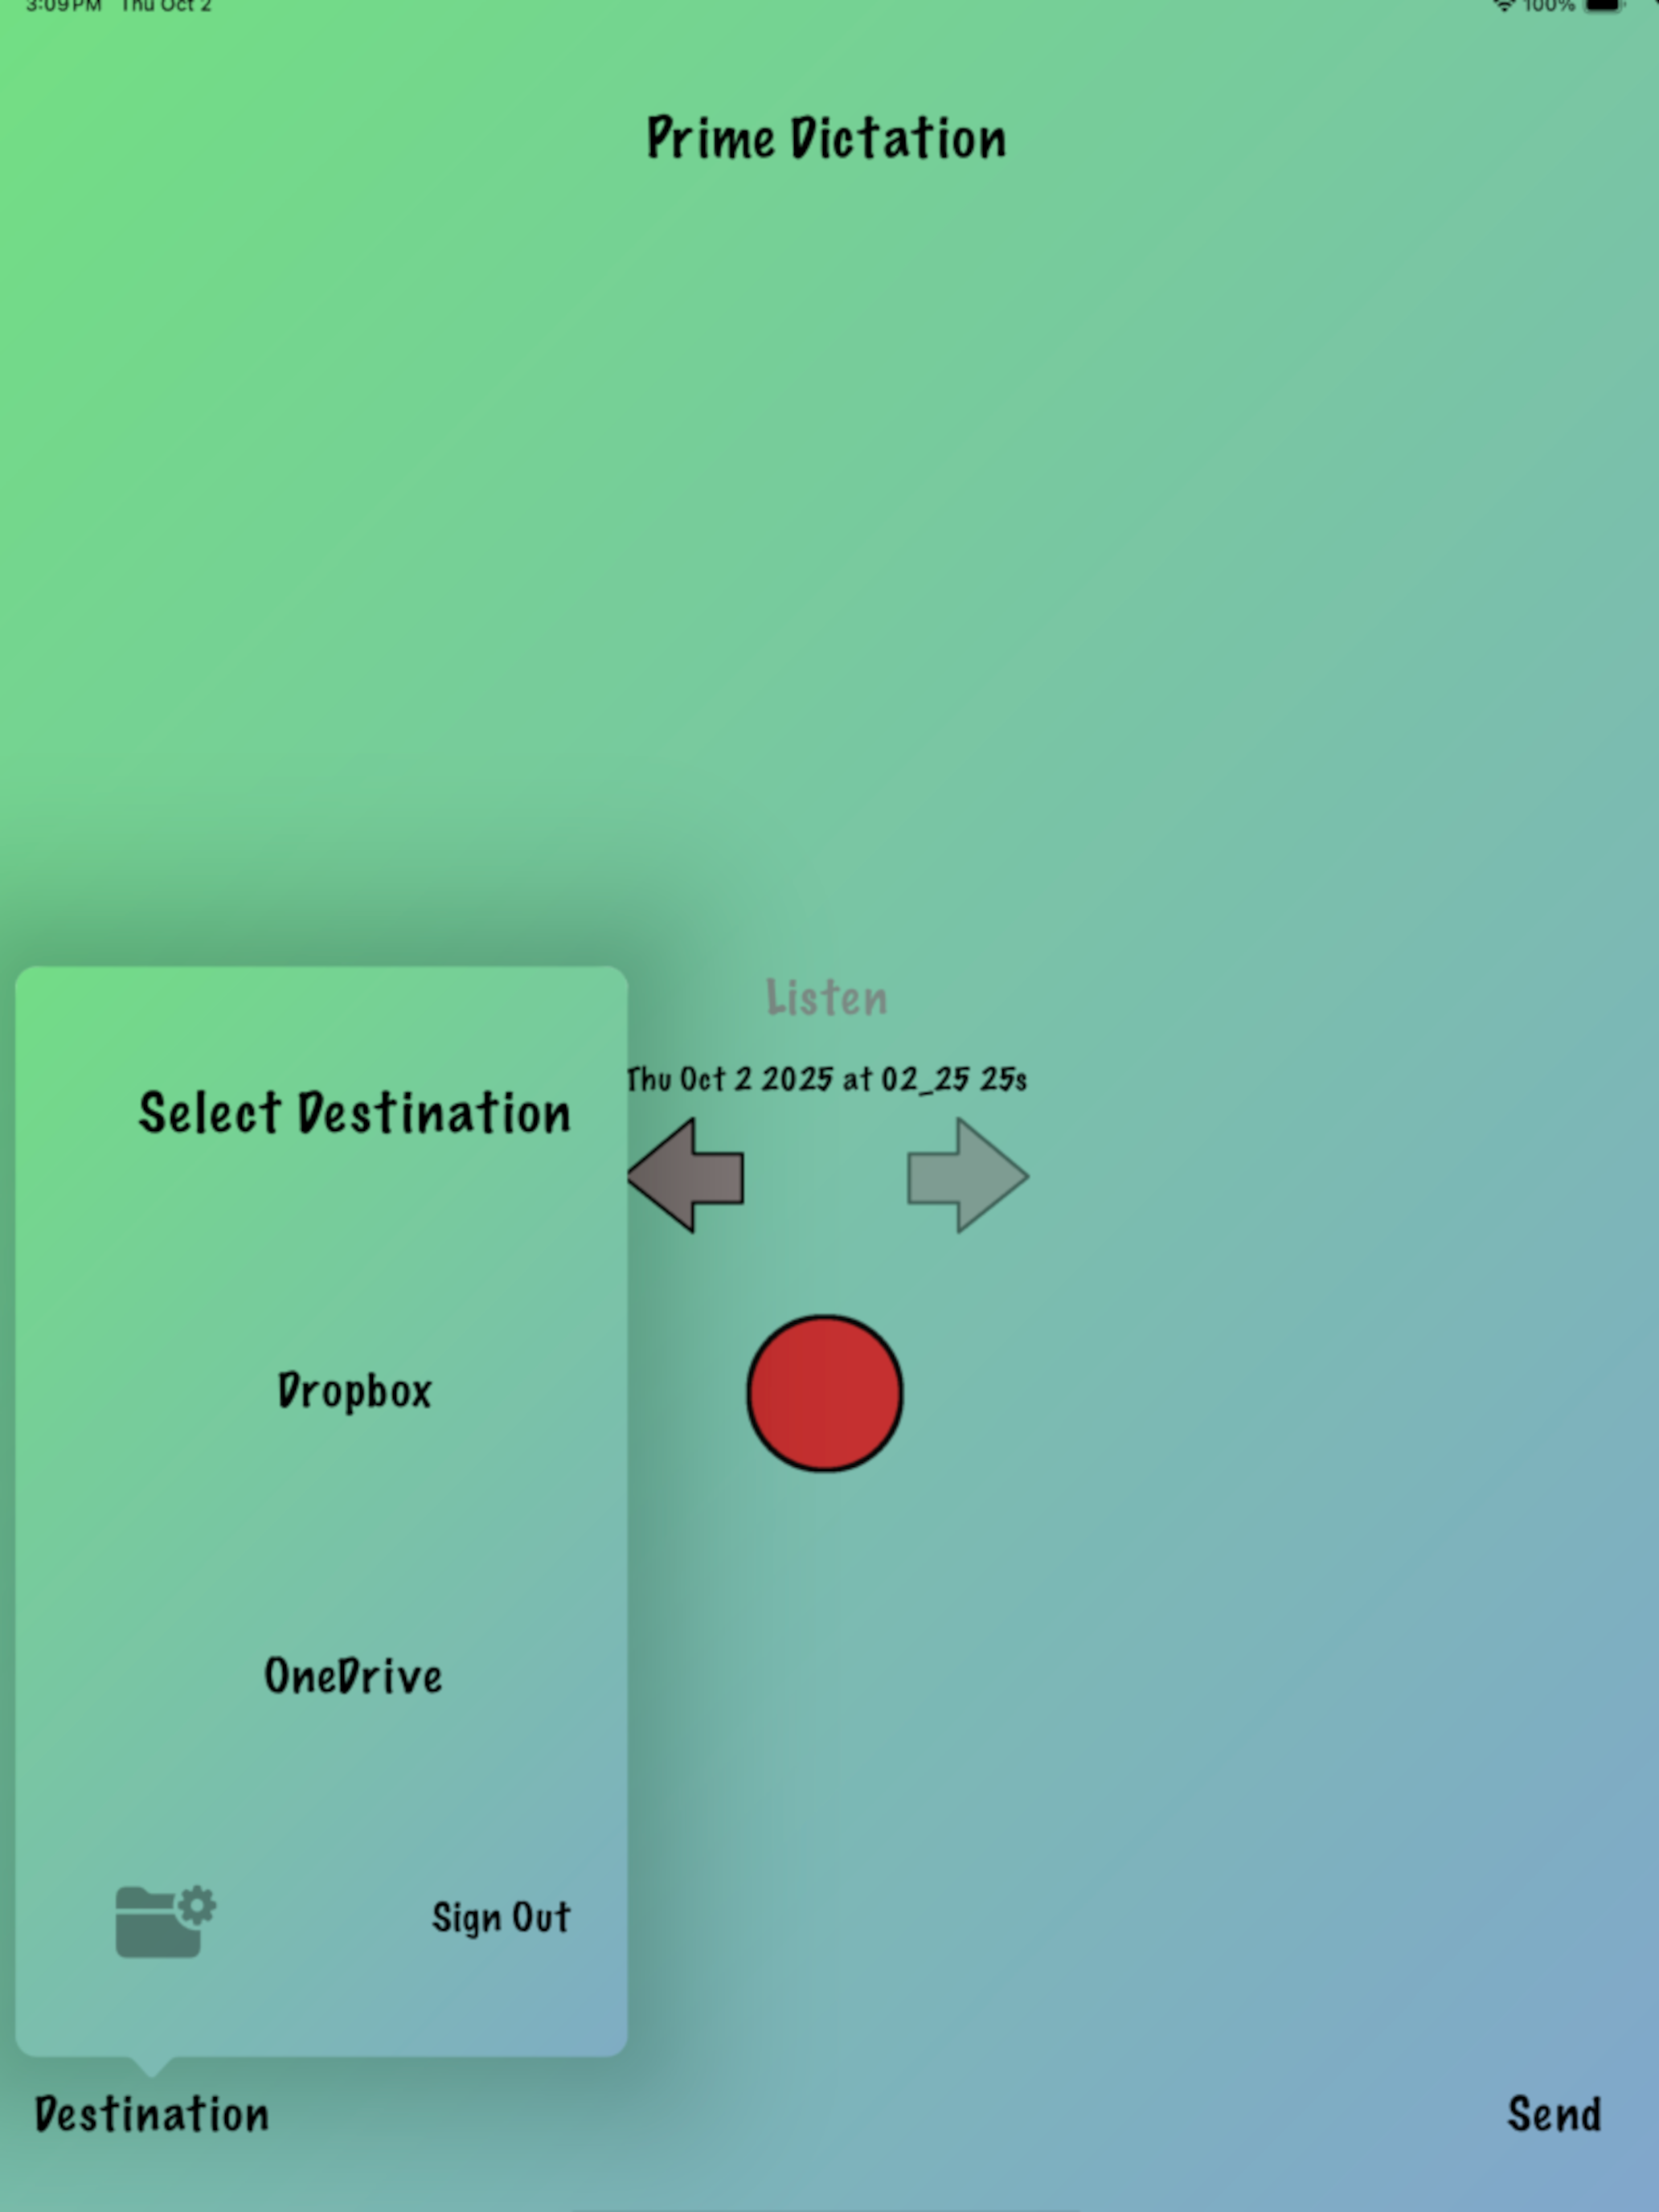 3:09 PM Thu Oct 2
100%
Prime Dictation
Listen
Thu Oct 2 2025 at 02_25 25s
Select Destination
Dropbox
OneDrive
Sign Out
Destination
Send